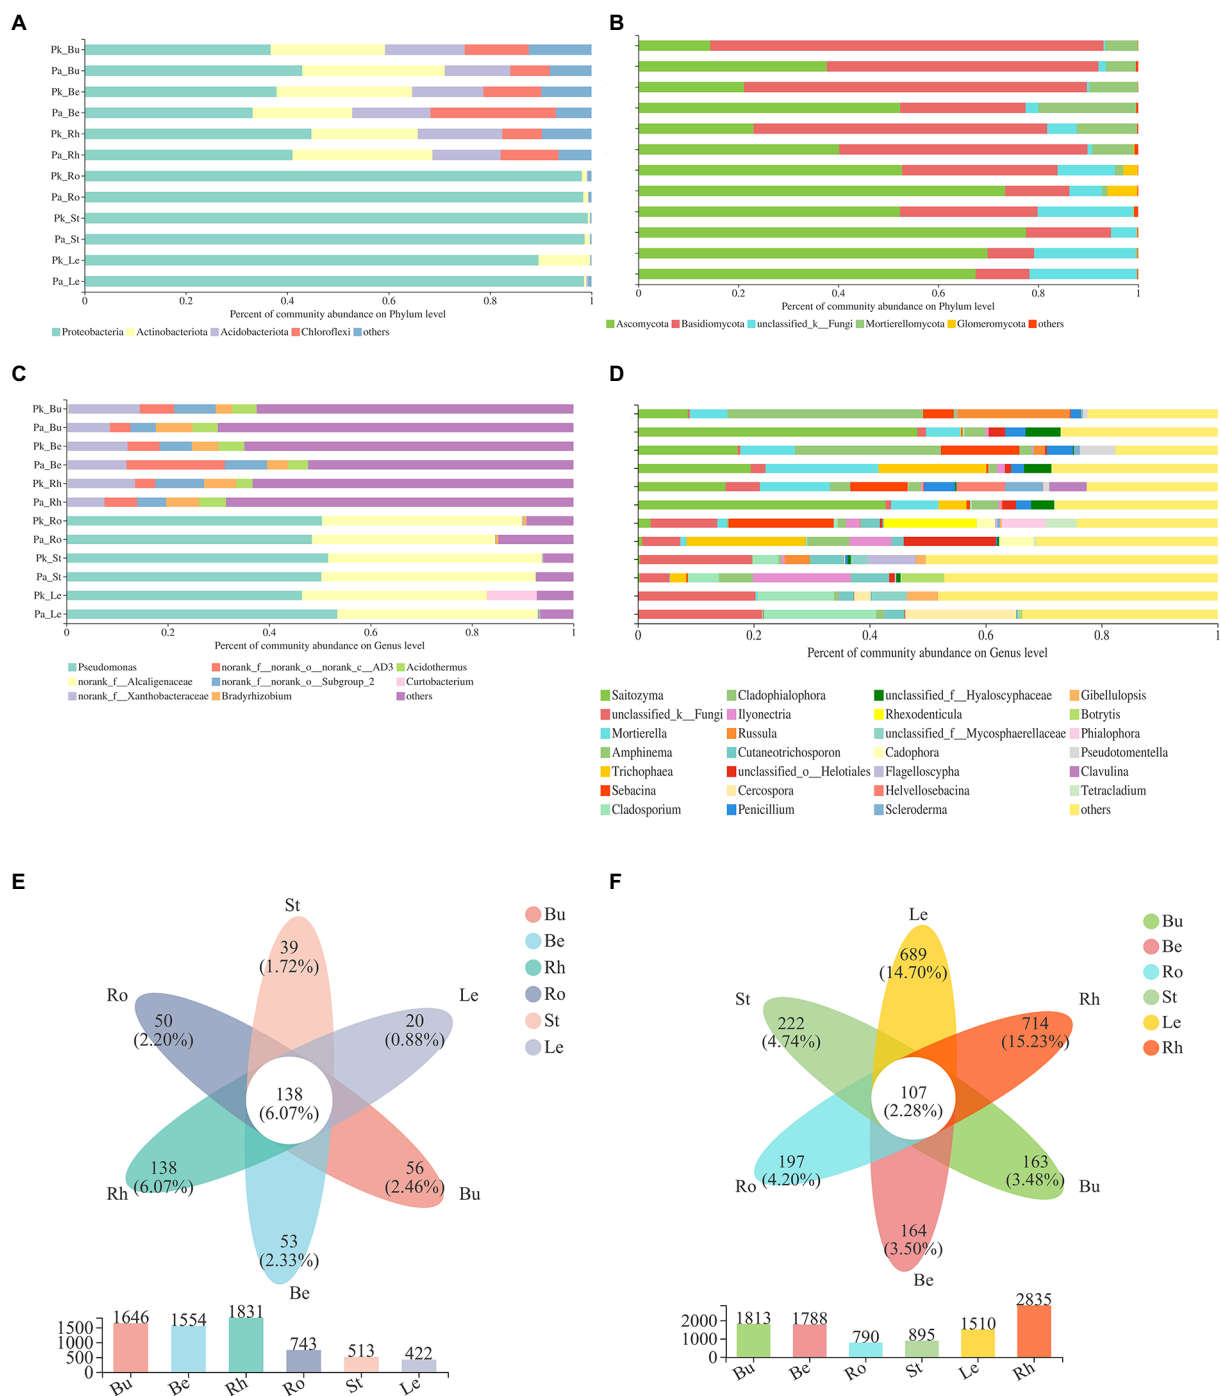 A
Pk_Bu
Pa_Bu
Pk_Be
Pa_Be
Pk_Rh
Pa_Rh
Pk_Ro
Pa_Ro
Pk_St
Pa_St
Pk_Le
Pa_Le
0 0.2 0.4 0.6 0.8 1
Percent of community abundance on Phylum level
Proteobacteria Actinobacteriota Acidobacteriota Chloroflexi others
B
0 0.2 0.4 0.6 0.8 1
Percent of community abundance on Phylum level
Ascomycota Basidiomycota unclassified_k__Fungi Mortierellomycota Glomeromycota others
C
Pk_Bu
Pa_Bu
Pk_Be
Pa_Be
Pk_Rh
Pa_Rh
Pk_Ro
Pa_Ro
Pk_St
Pa_St
Pk_Le
Pa_Le
0 0.2 0.4 0.6 0.8 1
Percent of community abundance on Genus level
Pseudomonas norank_f__norank_o__norank_c__AD3 Acidothermus
norank_f__Alcaligenaceae norank_f__norank_o__Subgroup_2 Curtobacterium
norank_f__Xanthobacteraceae Bradyrhizobium others
D
0 0.2 0.4 0.6 0.8 1
Percent of community abundance on Genus level
Saitozyma Cladophialophora unclassified_f__Hyaloscyphaceae Gibellulopsis
unclassified_k__Fungi Ilyonectria Rhexodenticula Botrytis
Mortierella Russula unclassified_f__Mycosphaerellaceae Phialophora
Amphinema Cutaneotrichosporon Cadophora Pseudotomentella
Trichophaea unclassified_o__Helotiales Flagelloscypha Clavulina
Sebacina Cercospora Helvellosebacina Tetracladium
Cladosporium Penicillium Scleroderma others
E
St
39
(1.72%)
Le
20
(0.88%)
Ro
50
(2.20%)
138
(6.07%)
Rh
138
(6.07%)
56
(2.46%)
Bu
53
(2.33%)
Be
Bu
Be
Rh
Ro
St
Le
1500
1000
500
0
1646 1554 1831 743 513 422
Bu Be Rh Ro St Le
F
Le
689
(14.70%)
Rh
714
(15.23%)
St
222
(4.74%)
107
(2.28%)
Ro
197
(4.20%)
163
(3.48%)
Bu
164
(3.50%)
Be
Bu
Be
Ro
St
Le
Rh
2000
1000
0
1813 1788 790 895 1510 2835
Bu Be Ro St Le Rh